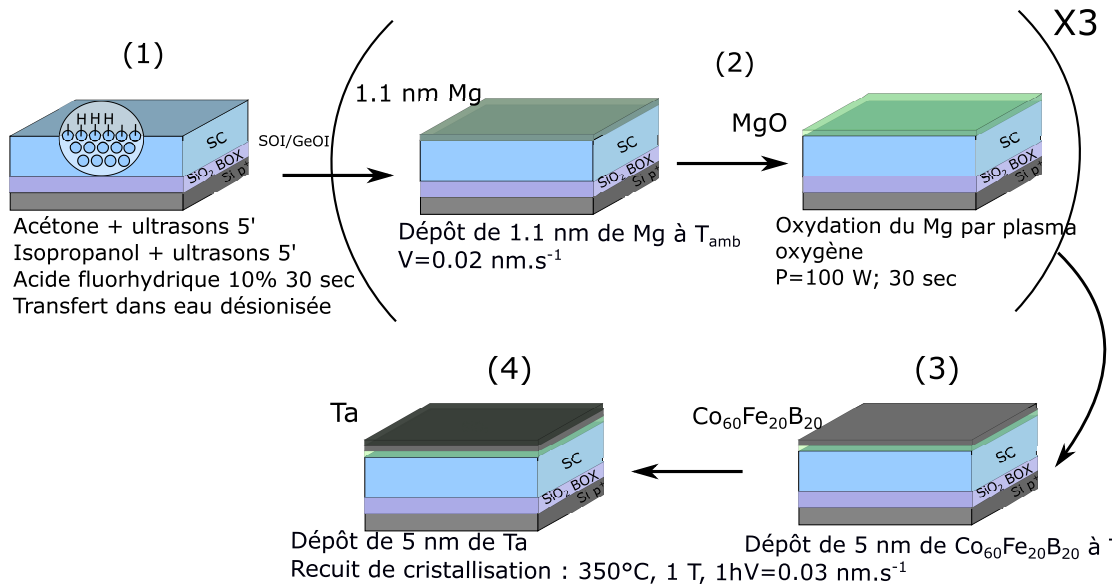 X3
(1)
(2)
1.1 nm Mg
MgO
HHH
SOI/GeOI
SC
SiO₂ BOX
Si p⁺
SC
SiO₂ BOX
Si p⁺
SC
SiO₂ BOX
Si p⁺
Acétone + ultrasons 5'
Isopropanol + ultrasons 5'
Acide fluorhydrique 10% 30 sec
Transfert dans eau désionisée
Dépôt de 1.1 nm de Mg à Tamb
V=0.02 nm.s⁻¹
Oxydation du Mg par plasma
oxygène
P=100 W; 30 sec
(4)
(3)
Ta
Co₆₀Fe₂₀B₂₀
SC
SiO₂ BOX
Si p⁺
SC
SiO₂ BOX
Si p⁺
Dépôt de 5 nm de Ta
Recuit de cristallisation : 350°C, 1 T, 1h
Dépôt de 5 nm de Co₆₀Fe₂₀B₂₀ à T
V=0.03 nm.s⁻¹